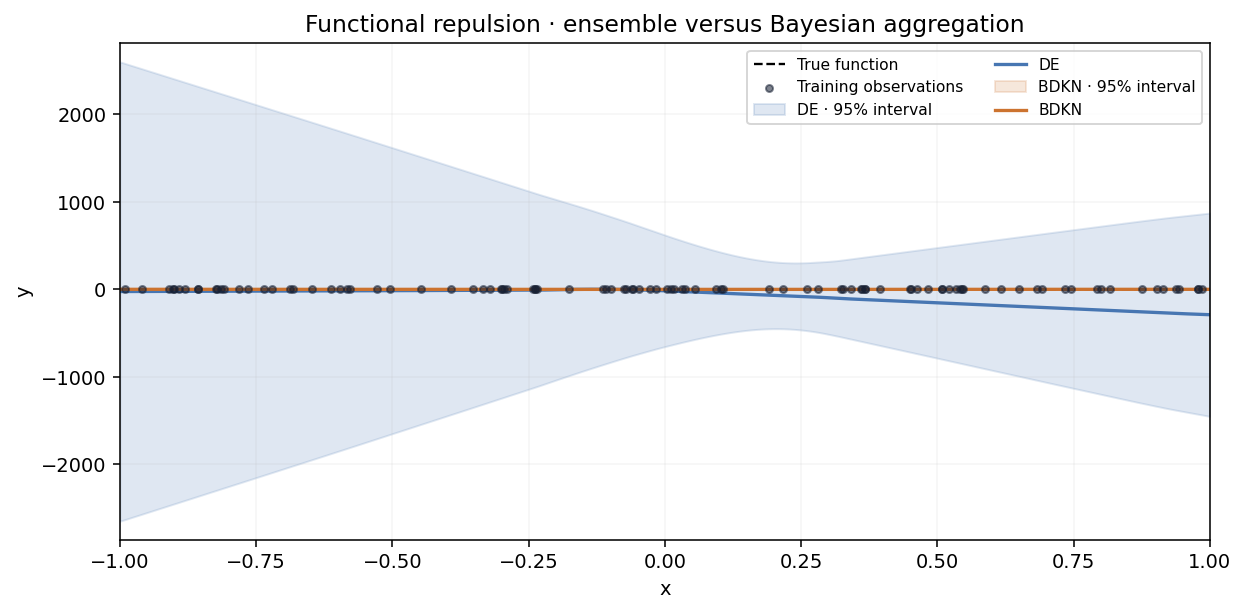 Functional repulsion · ensemble versus Bayesian aggregation
True function
Training observations
DE · 95% interval
DE
BDKN · 95% interval
BDKN
y
2000
1000
0
−1000
−2000
−1.00 −0.75 −0.50 −0.25 0.00 0.25 0.50 0.75 1.00
x